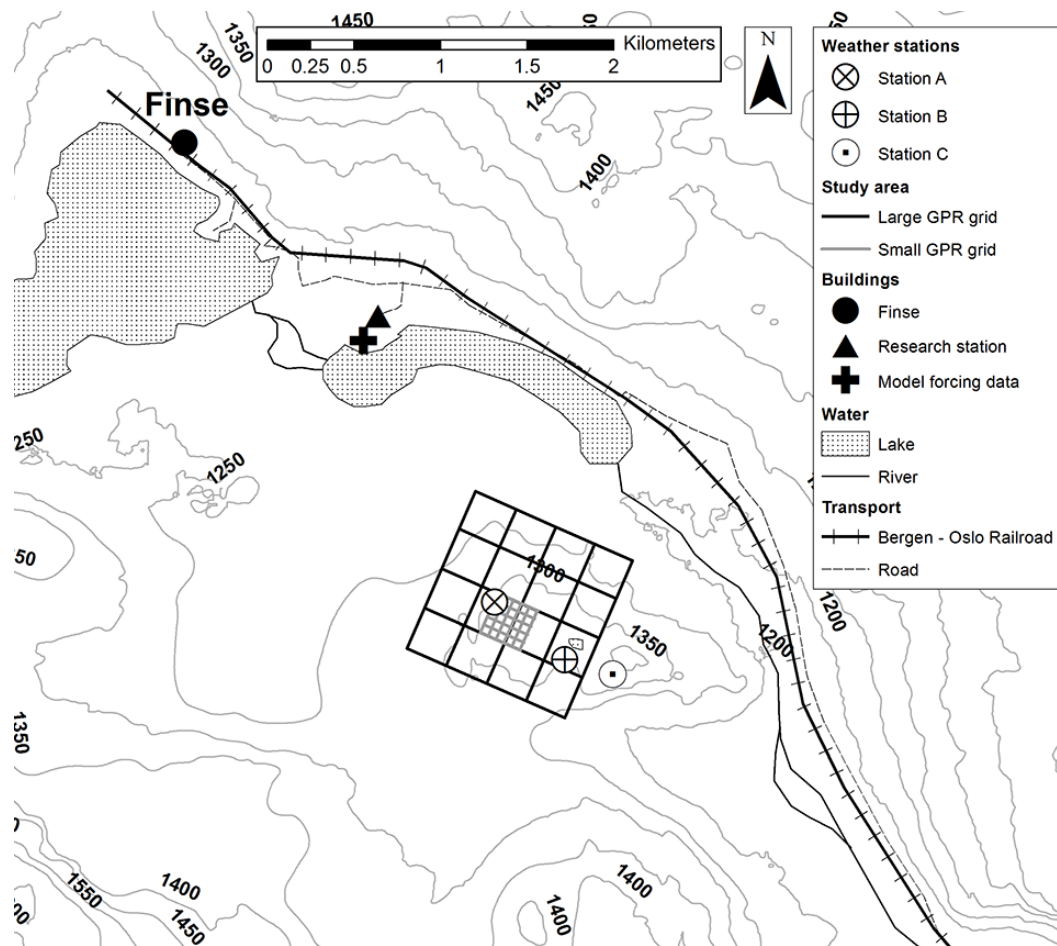 1450
Kilometers
0 0.25 0.5 1 1.5 2
N
1350
1300
1450
1400
Finse
250
1250
50
1300
1350
1200
1200
1350
1400
1550
1450
1400
1400
00
Weather stations
Station A
Station B
Station C
Study area
Large GPR grid
Small GPR grid
Buildings
Finse
Research station
Model forcing data
Water
Lake
River
Transport
Bergen - Oslo Railroad
Road